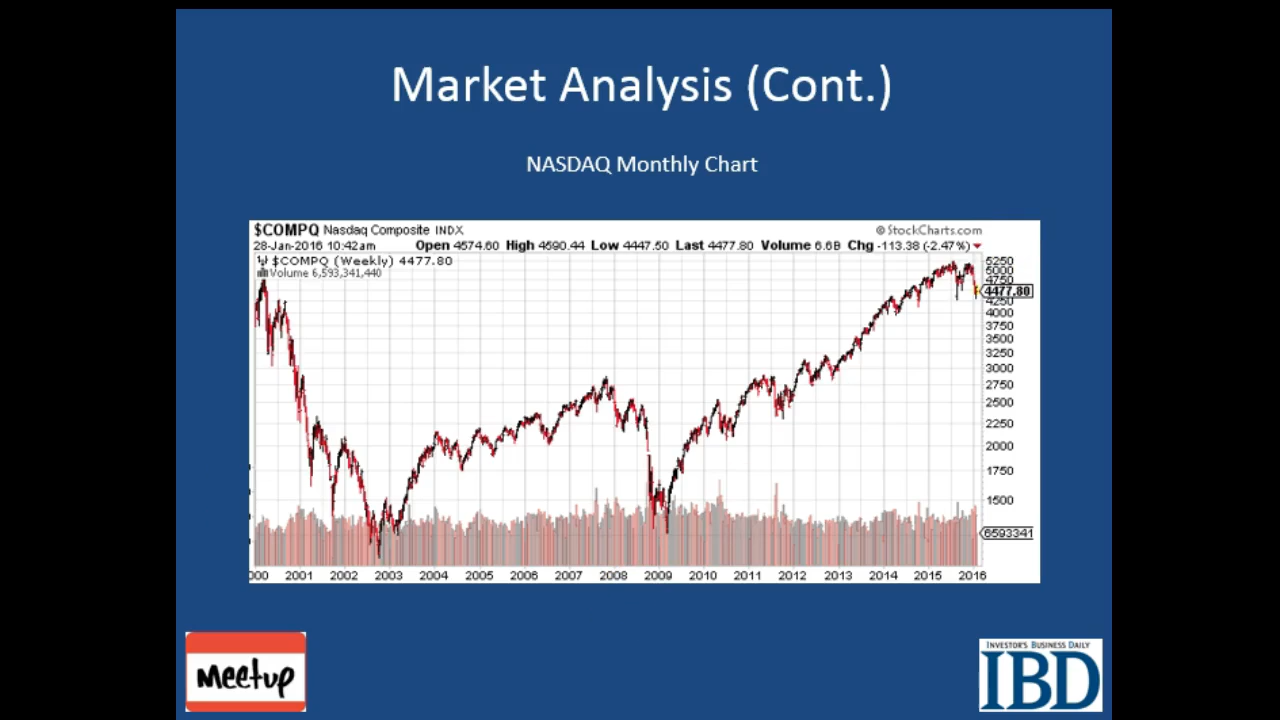 Market Analysis (Cont.)
NASDAQ Monthly Chart
$COMPQ Nasdaq Composite INDX
© StockCharts.com
28-Jan-2016 10:42am Open 4574.60 High 4590.44 Low 4447.50 Last 4477.80 Volume 6.6B Chg -113.38 (-2.47%)
$COMPQ (Weekly) 4477.80
Volume 6,593,341,440
5250
5000
4750
4477.80
4250
4000
3750
3500
3250
3000
2750
2500
2250
2000
1750
1500
6593341
000 2001 2002 2003 2004 2005 2006 2007 2008 2009 2010 2011 2012 2013 2014 2015 2016
Meetup
INVESTOR'S BUSINESS DAILY
IBD